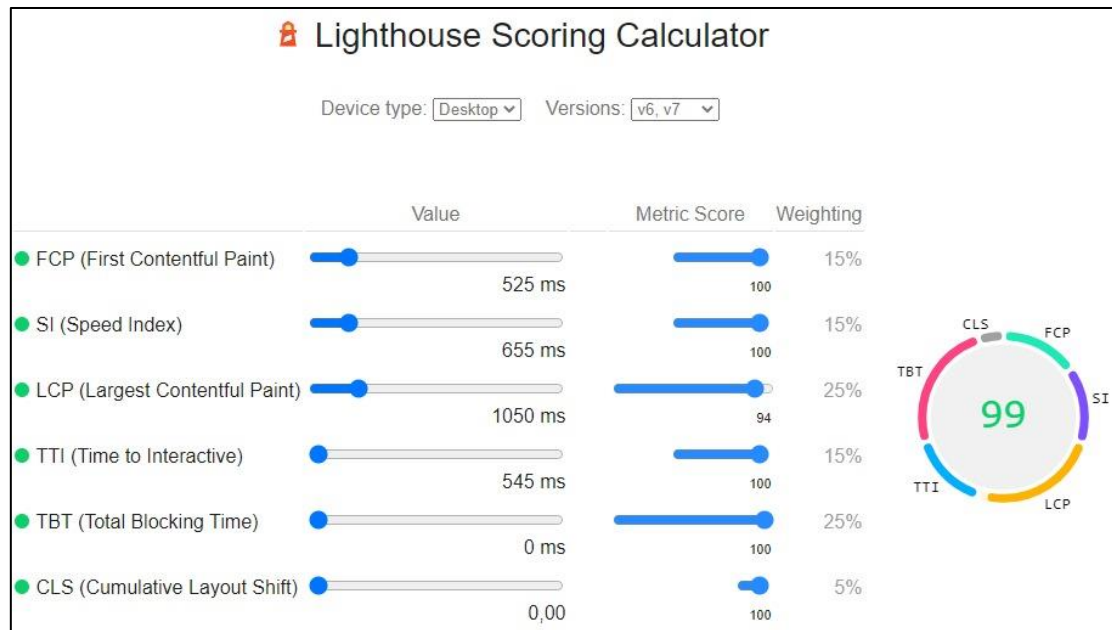 Lighthouse Scoring Calculator
Device type: Desktop Versions: v6, v7
Value Metric Score Weighting
FCP (First Contentful Paint) 15%
525 ms 100
SI (Speed Index) 15%
655 ms 100
LCP (Largest Contentful Paint) 25%
1050 ms 94
TTI (Time to Interactive) 15%
545 ms 100
TBT (Total Blocking Time) 25%
0 ms 100
CLS (Cumulative Layout Shift) 5%
0,00 100
CLS FCP
TBT SI
99
TTI LCP